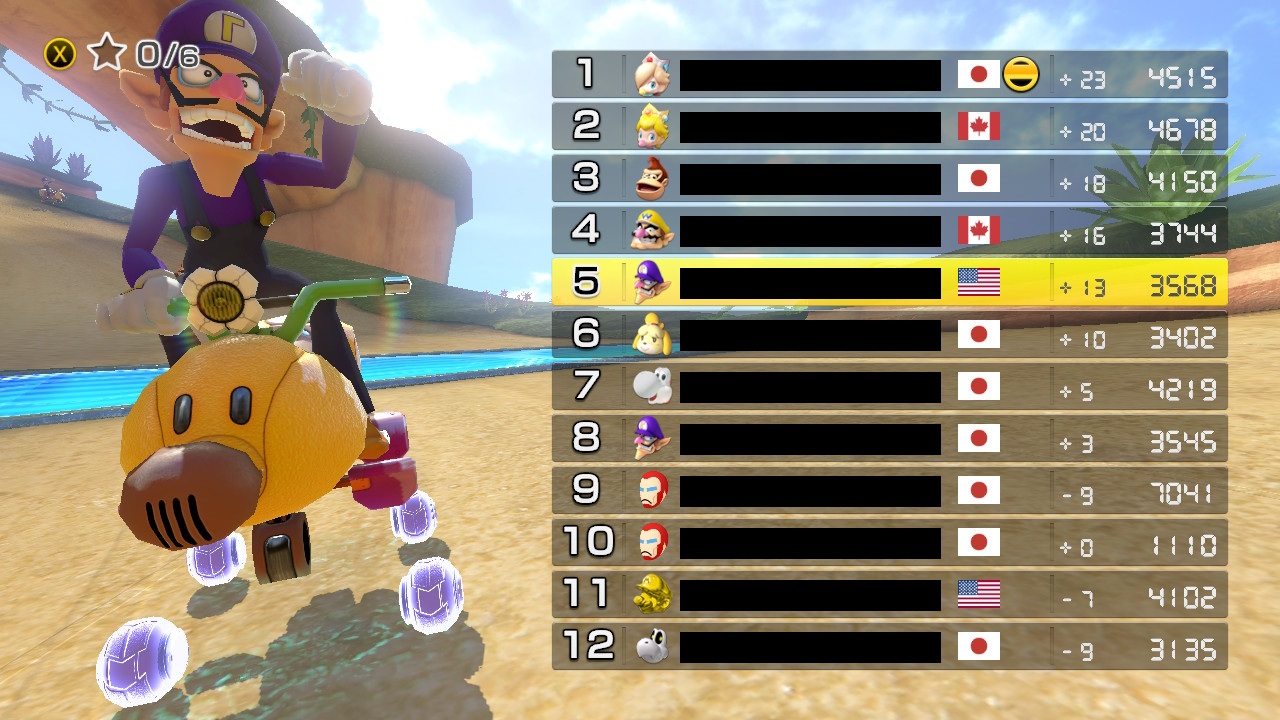 X 0/6
1 + 23 4515
2 + 20 4678
3 + 18 4150
4 + 16 3744
5 + 13 3568
6 + 10 3402
7 + 5 4219
8 + 3 3545
9 - 9 7041
10 + 0 1110
11 - 7 4102
12 - 9 3135